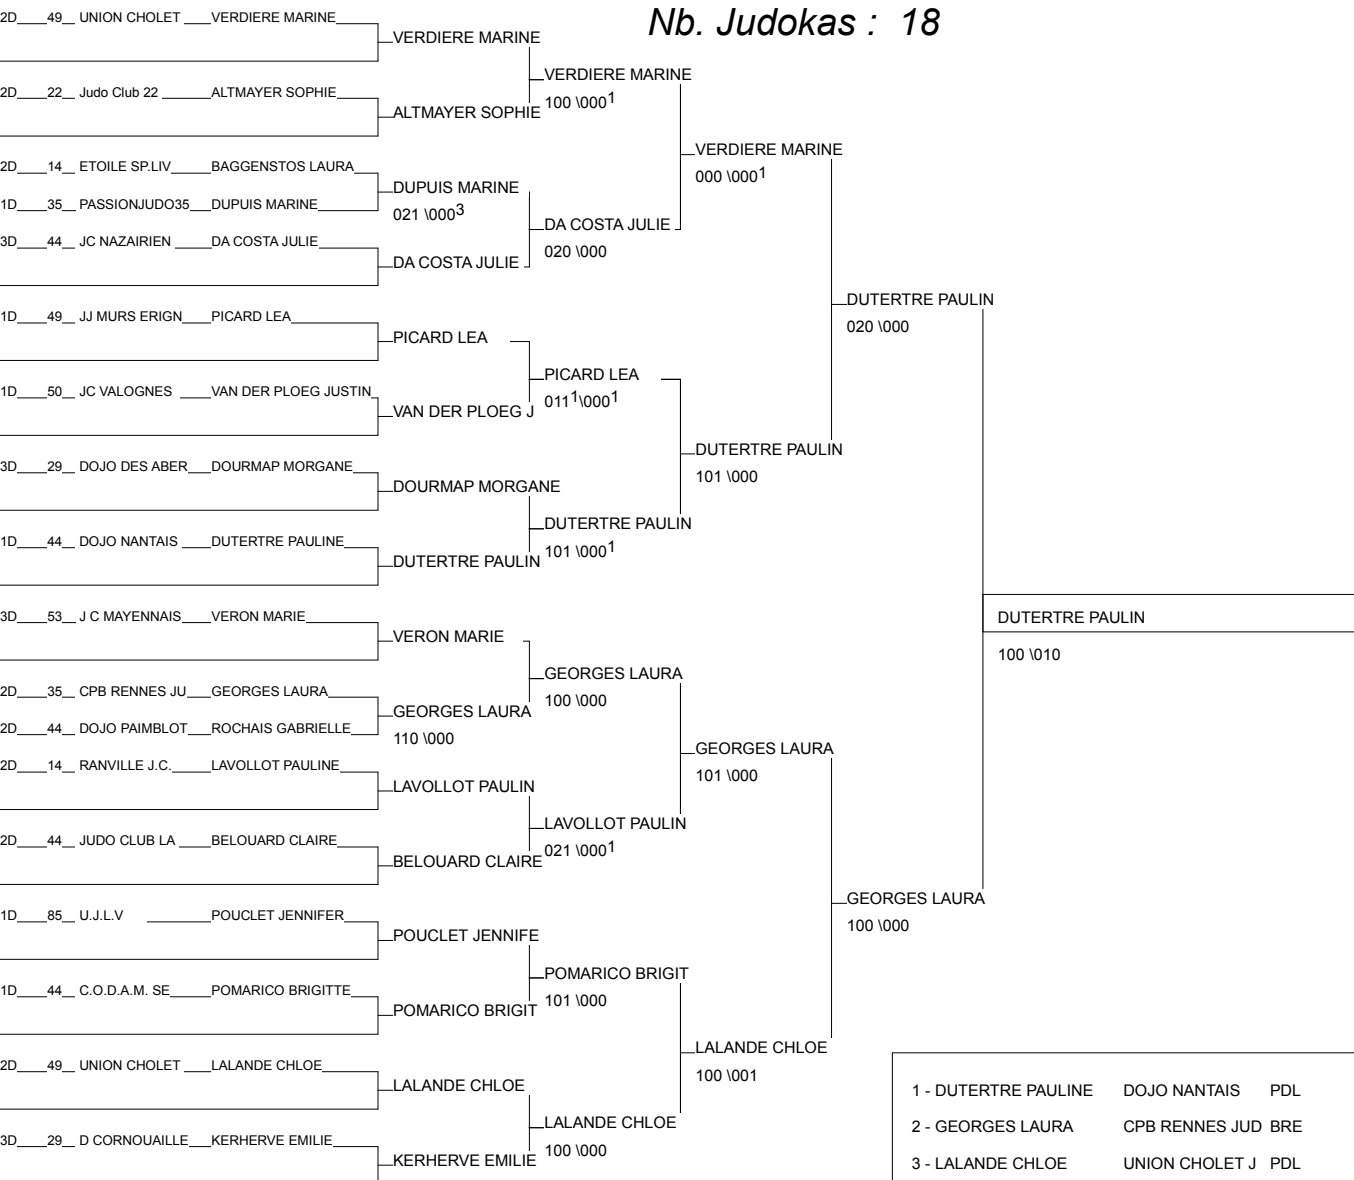 Nb. Judokas : 18
2D 49 UNION CHOLET VERDIERE MARINE
VERDIERE MARINE
VERDIERE MARINE
100 \000 1
2D 22 Judo Club 22 ALTMAYER SOPHIE
ALTMAYER SOPHIE
VERDIERE MARINE
000 \000 1
2D 14 ETOILE SP.LIV BAGGENSTOS LAURA
DUPUIS MARINE
021 \000 3
1D 35 PASSIONJUDO35 DUPUIS MARINE
DA COSTA JULIE
020 \000
3D 44 JC NAZAIRIEN DA COSTA JULIE
DA COSTA JULIE
DUTERTRE PAULIN
020 \000
1D 49 JJ MURS ERIGN PICARD LEA
PICARD LEA
PICARD LEA
011 1 \000 1
1D 50 JC VALOGNES VAN DER PLOEG JUSTIN
VAN DER PLOEG J
DUTERTRE PAULIN
101 \000
3D 29 DOJO DES ABER DOURMAP MORGANE
DOURMAP MORGANE
DUTERTRE PAULIN
101 \000 1
1D 44 DOJO NANTAIS DUTERTRE PAULINE
DUTERTRE PAULIN
DUTERTRE PAULIN
100 \010
3D 53 J C MAYENNAIS VERON MARIE
VERON MARIE
GEORGES LAURA
100 \000
2D 35 CPB RENNES JU GEORGES LAURA
GEORGES LAURA
110 \000
2D 44 DOJO PAIMBLOT ROCHAIS GABRIELLE
GEORGES LAURA
101 \000
2D 14 RANVILLE J.C. LAVOLLOT PAULINE
LAVOLLOT PAULIN
LAVOLLOT PAULIN
021 \000 1
2D 44 JUDO CLUB LA BELOUARD CLAIRE
BELOUARD CLAIRE
GEORGES LAURA
100 \000
1D 85 U.J.L.V POUCLET JENNIFER
POUCLET JENNIFE
POMARICO BRIGIT
101 \000
1D 44 C.O.D.A.M. SE POMARICO BRIGITTE
POMARICO BRIGIT
LALANDE CHLOE
100 \001
2D 49 UNION CHOLET LALANDE CHLOE
LALANDE CHLOE
LALANDE CHLOE
100 \000
3D 29 D CORNOUAILLE KERHERVE EMILIE
KERHERVE EMILIE
1 - DUTERTRE PAULINE DOJO NANTAIS PDL
2 - GEORGES LAURA CPB RENNES JUD BRE
3 - LALANDE CHLOE UNION CHOLET J PDL